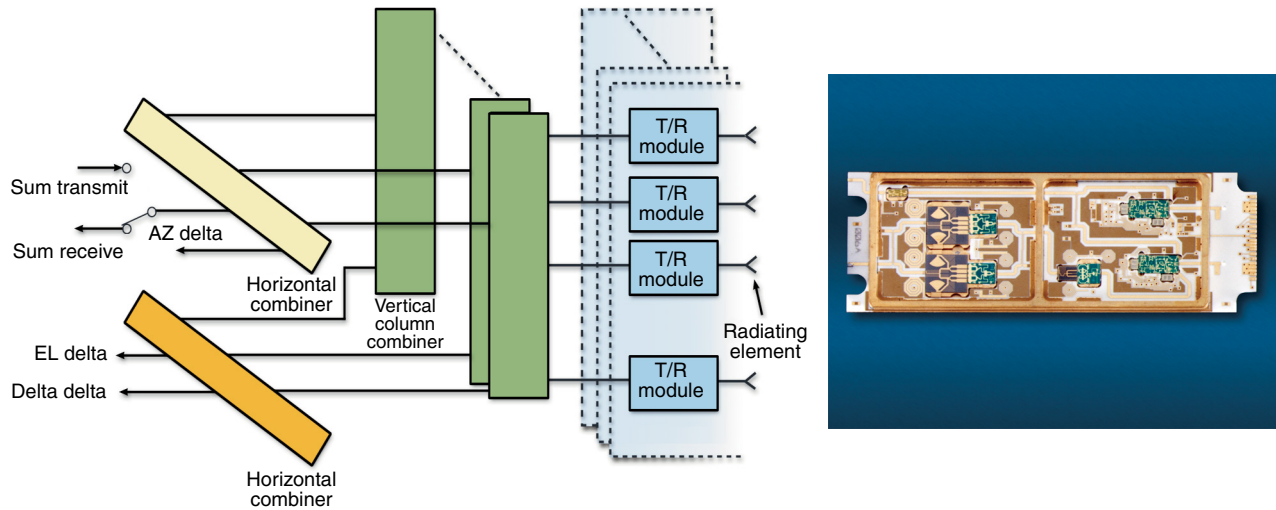 T/R
module
T/R
module
T/R
module
T/R
module
Sum transmit
Sum receive
AZ delta
Horizontal
combiner
Vertical
column
combiner
Radiating
element
EL delta
Delta delta
Horizontal
combiner